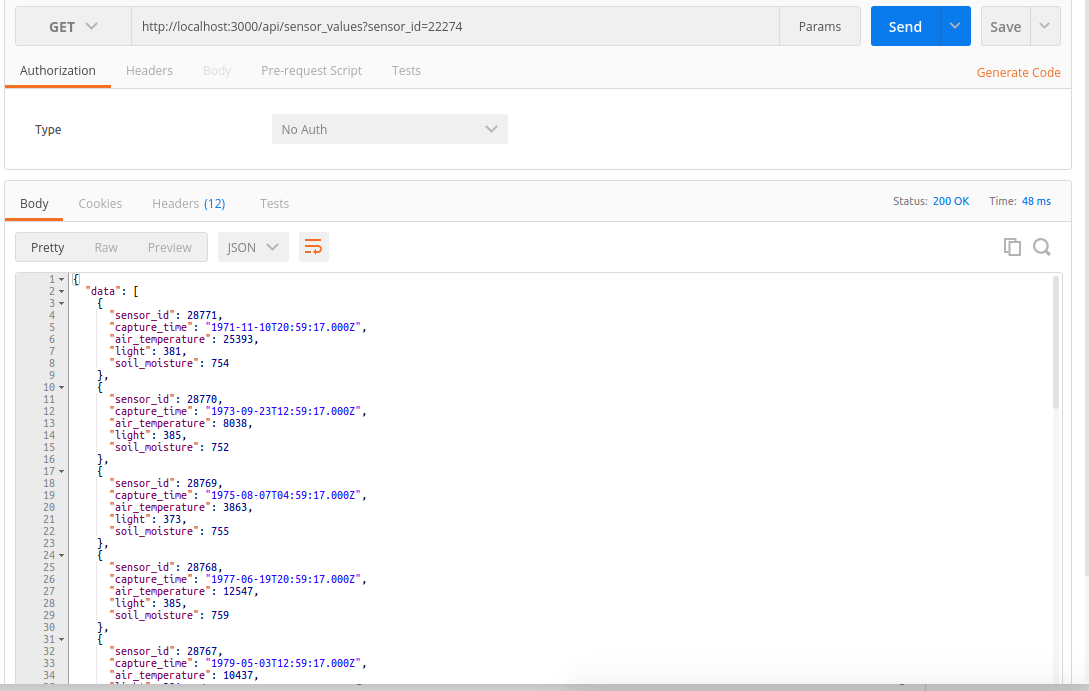 GET http://localhost:3000/api/sensor_values?sensor_id=22274 Params Send Save
Authorization Headers Body Pre-request Script Tests Generate Code
Type No Auth
Body Cookies Headers (12) Tests Status: 200 OK Time: 48 ms
Pretty Raw Preview JSON
1 {
2 "data": [
3 {
4 "sensor_id": 28771,
5 "capture_time": "1971-11-10T20:59:17.000Z",
6 "air_temperature": 25393,
7 "light": 381,
8 "soil_moisture": 754
9 },
10 {
11 "sensor_id": 28770,
12 "capture_time": "1973-09-23T12:59:17.000Z",
13 "air_temperature": 8038,
14 "light": 385,
15 "soil_moisture": 752
16 },
17 {
18 "sensor_id": 28769,
19 "capture_time": "1975-08-07T04:59:17.000Z",
20 "air_temperature": 3863,
21 "light": 373,
22 "soil_moisture": 755
23 },
24 {
25 "sensor_id": 28768,
26 "capture_time": "1977-06-19T20:59:17.000Z",
27 "air_temperature": 12547,
28 "light": 385,
29 "soil_moisture": 759
30 },
31 {
32 "sensor_id": 28767,
33 "capture_time": "1979-05-03T12:59:17.000Z",
34 "air_temperature": 10437,